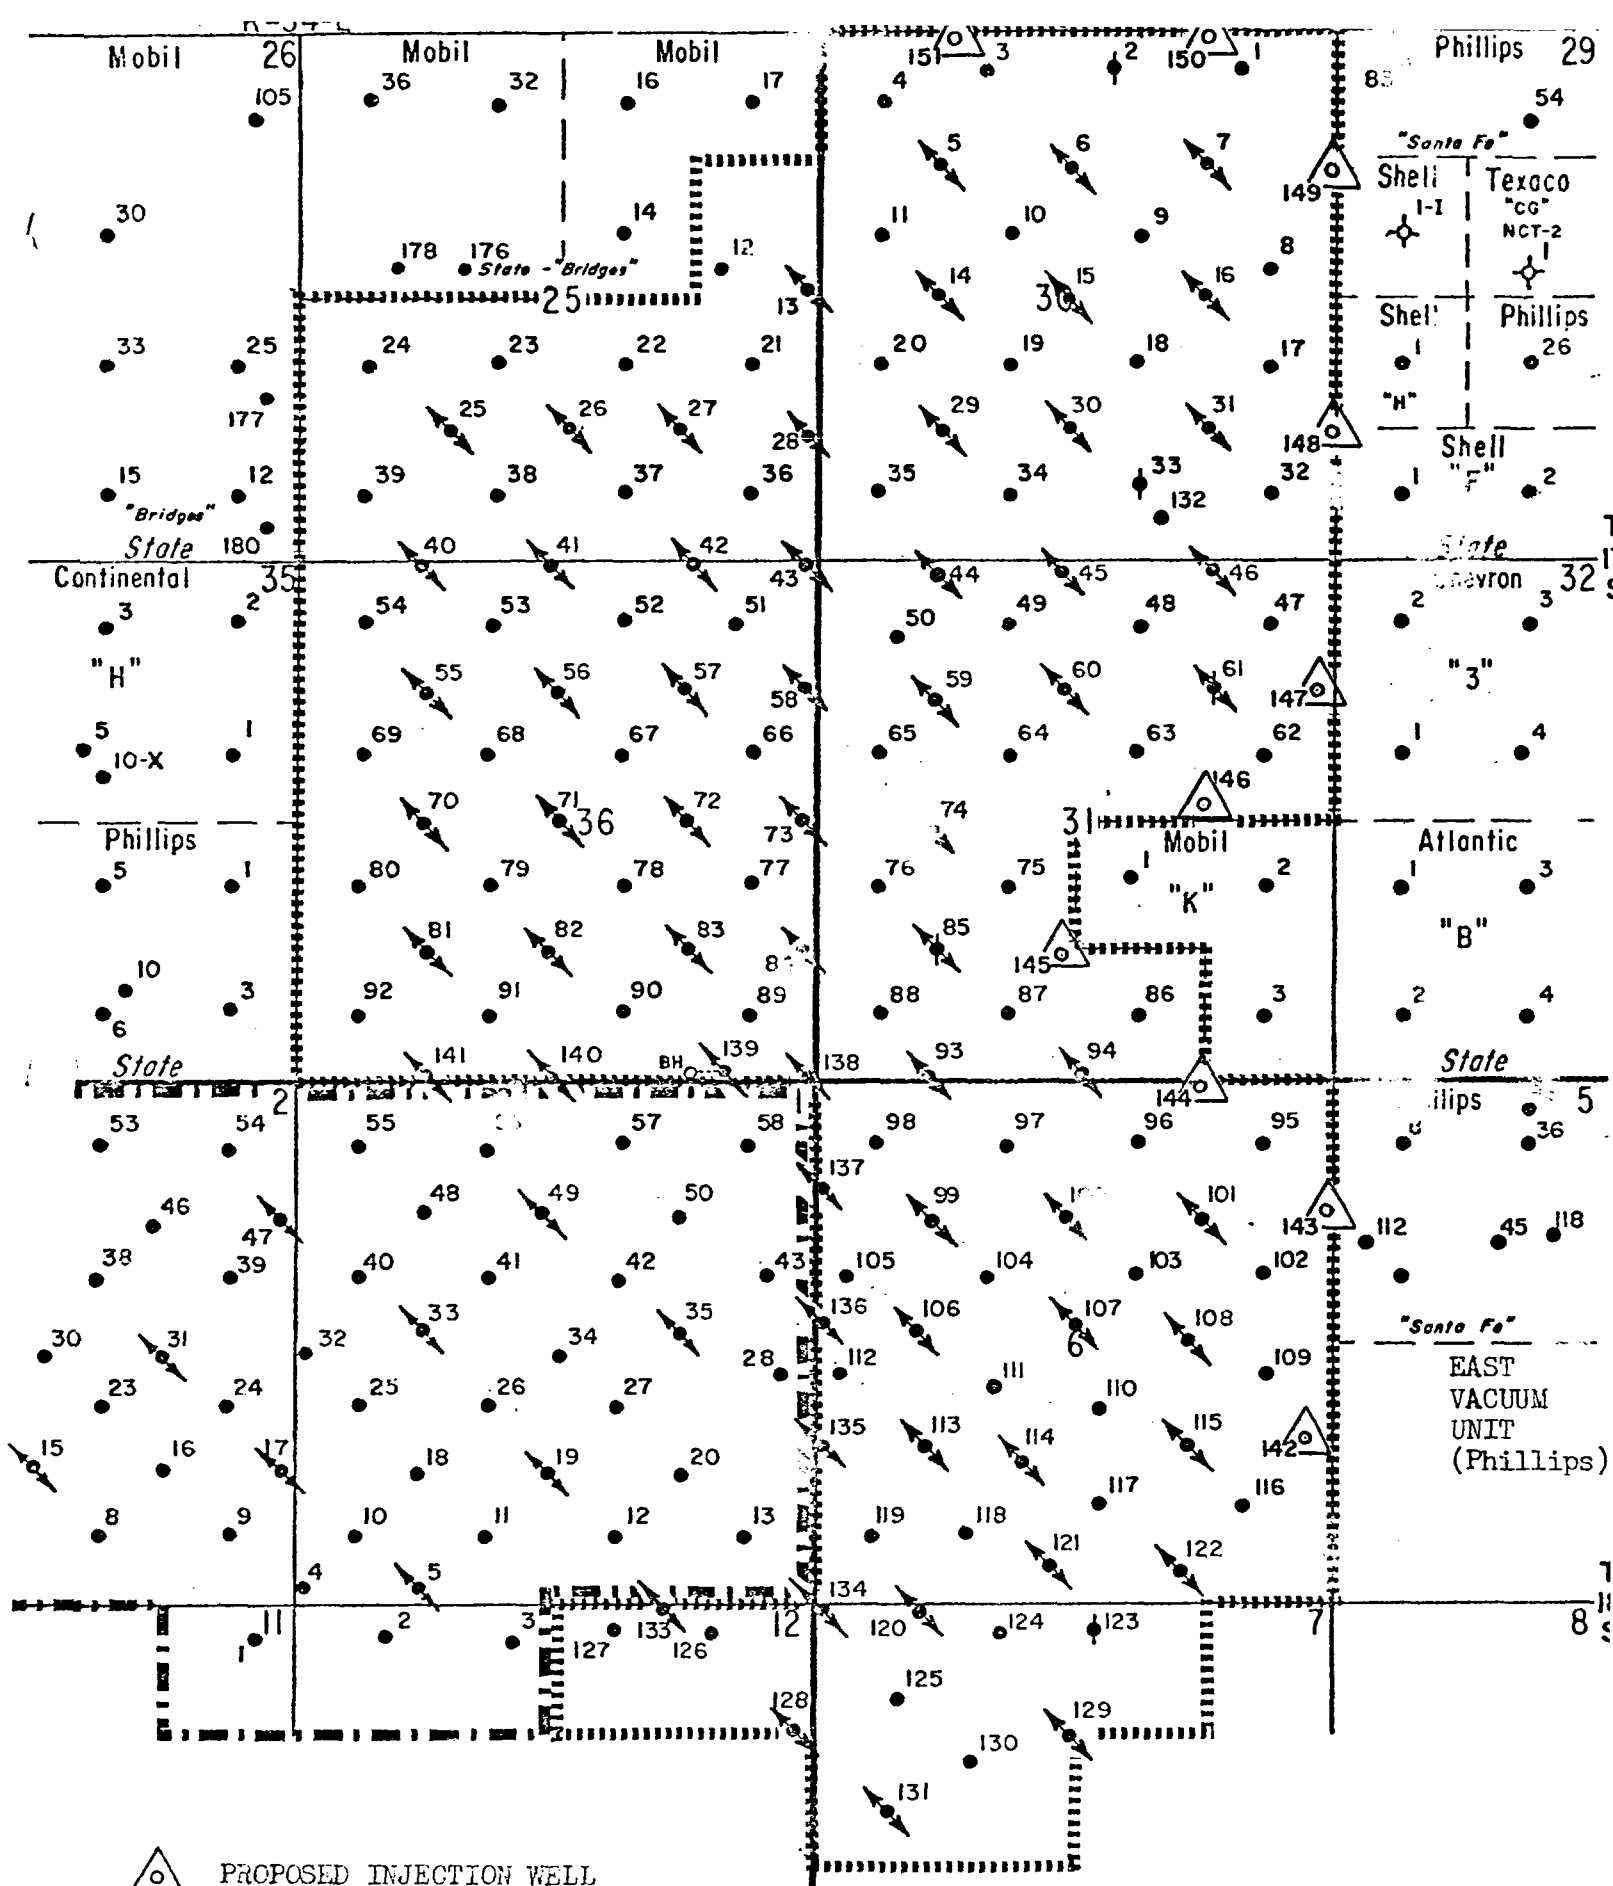 Mobil 26 Mobil Mobil Phillips 29
151 3 2 150 1
36 32 16 17 4 54
105
5 6 7 "Santa Fe"
149 Shell Texaco
1-I "CG"
NCT-2
1
30 14 11 10 9 8
178 176 12
State - "Bridges"
25 13 14 15 16
Shell Phillips
33 25 24 23 22 21 20 19 18 17 1 26
177 "H"
25 26 27 28 29 30 31 148
Shell
"F"
15 12 39 38 37 36 35 34 33 32 1 2
132
"Bridges"
State 180 State
40 41 42 43 44 45 46
Continental 35 32
3 2 54 53 52 51 50 49 48 47 2 3
"H" "3"
55 56 57 58 59 60 61 147
5 1 69 68 67 66 65 64 63 62 1 4
10-X
146
70 71 36 72 73 74 31
Phillips Mobil Atlantic
5 1 80 79 78 77 76 75 1 2 1 3
"K" "B"
81 82 83 85 145
10 3 92 91 90 89 88 87 86 3 2 4
6
State 141 140 BH 139 138 93 94 State
144
2 5
53 54 55 57 58 98 97 96 95 36
137
46 47 48 49 50 99 101 143 112 45 118
38 39 40 41 42 43 105 104 103 102
136
33 35 106 107 108
6
"Santa Fe"
30 31 32 34 28 112 111 109
110
EAST
VACUUM
UNIT
(Phillips)
23 24 25 26 27
135 113 114 115 142
15 16 17 18 19 20
117 116
8 9 10 11 12 13 119 118
121 122
4 5
134 120
11 12 7 8
1 2 3 127 133 126 124 123
125
128 129
130
131
PROPOSED INJECTION WELL